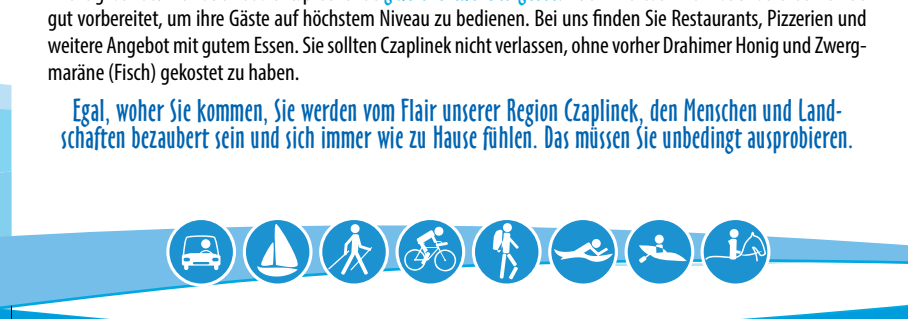 gut vorbereitet, um ihre Gäste auf höchstem Niveau zu bedienen. Bei uns finden Sie Restaurants, Pizzerien und
weitere Angebot mit gutem Essen. Sie sollten Czaplinek nicht verlassen, ohne vorher Drahimer Honig und Zwerg-
maräne (Fisch) gekostet zu haben.
Egal, woher Sie kommen, Sie werden vom Flair unserer Region Czaplinek, den Menschen und Land-
schaften bezaubert sein und sich immer wie zu Hause fühlen. Das müssen Sie unbedingt ausprobieren.